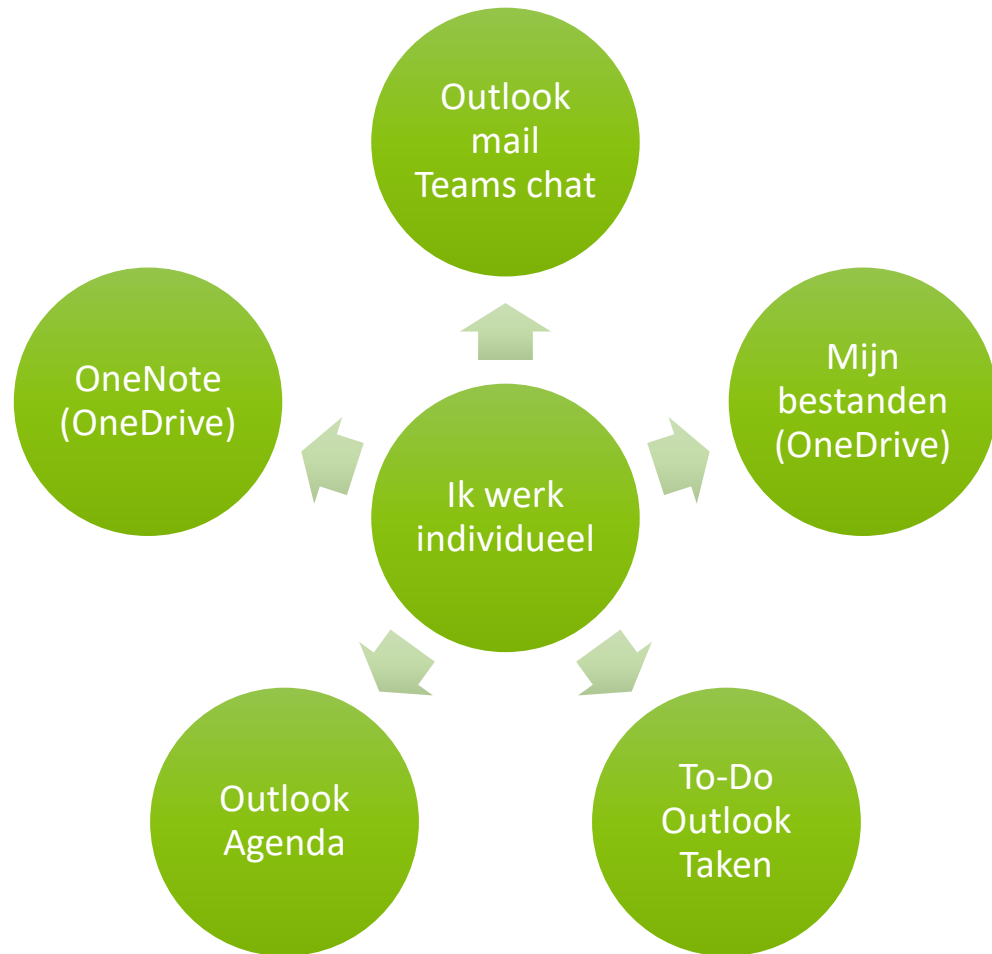 Outlook
mail
Teams chat
OneNote
(OneDrive)
Mijn
bestanden
(OneDrive)
Ik werk
individueel
Outlook
Agenda
To-Do
Outlook
Taken